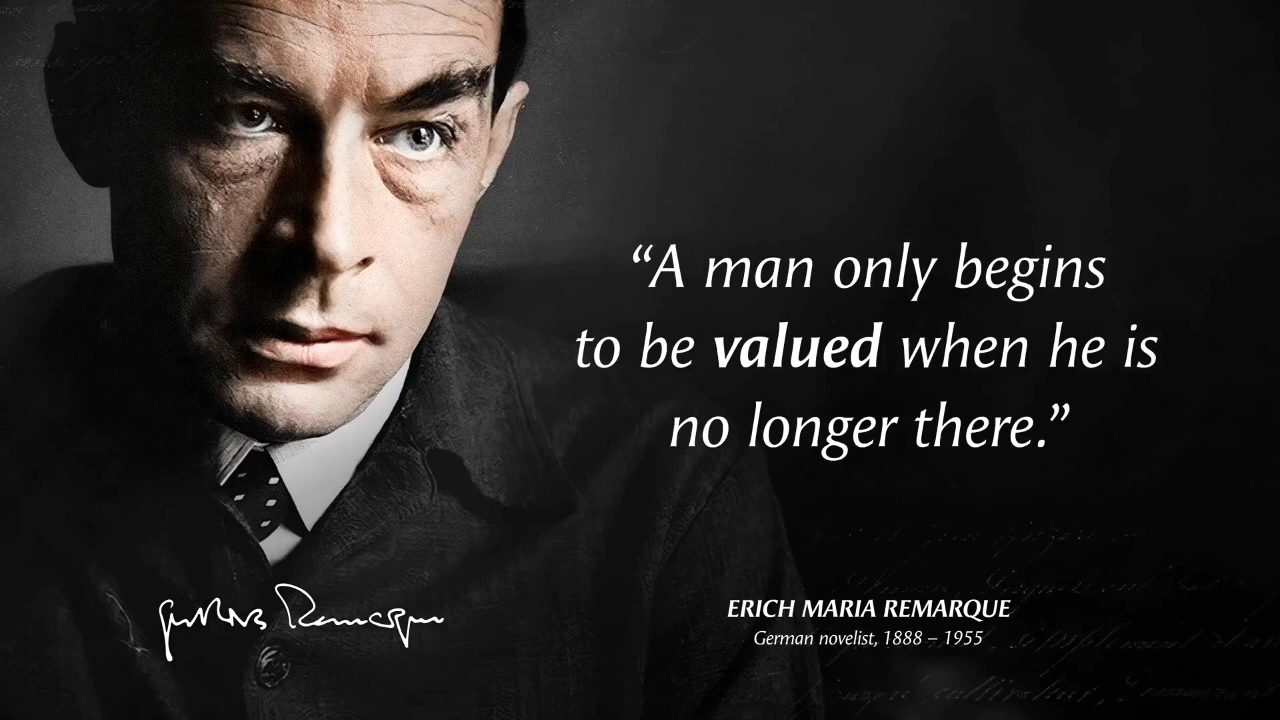 “A man only begins
to be valued when he is
no longer there.”
Remarque
ERICH MARIA REMARQUE
German novelist, 1888 – 1955